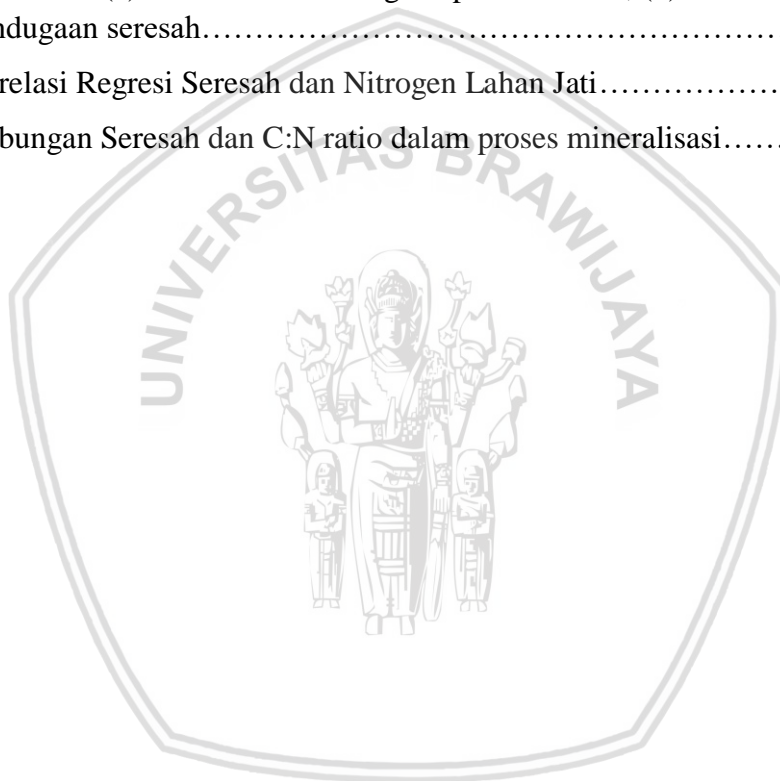 ndugaan seresah……………………………………………………
relasi Regresi Seresah dan Nitrogen Lahan Jati………………
bungan Seresah dan C:N ratio dalam proses mineralisasi……
UNIVERSITAS BRAWIJAYA